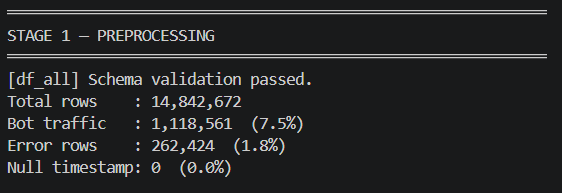 STAGE 1 — PREPROCESSING
[df_all] Schema validation passed.
Total rows    : 14,842,672
Bot traffic   : 1,118,561  (7.5%)
Error rows    : 262,424  (1.8%)
Null timestamp: 0  (0.0%)